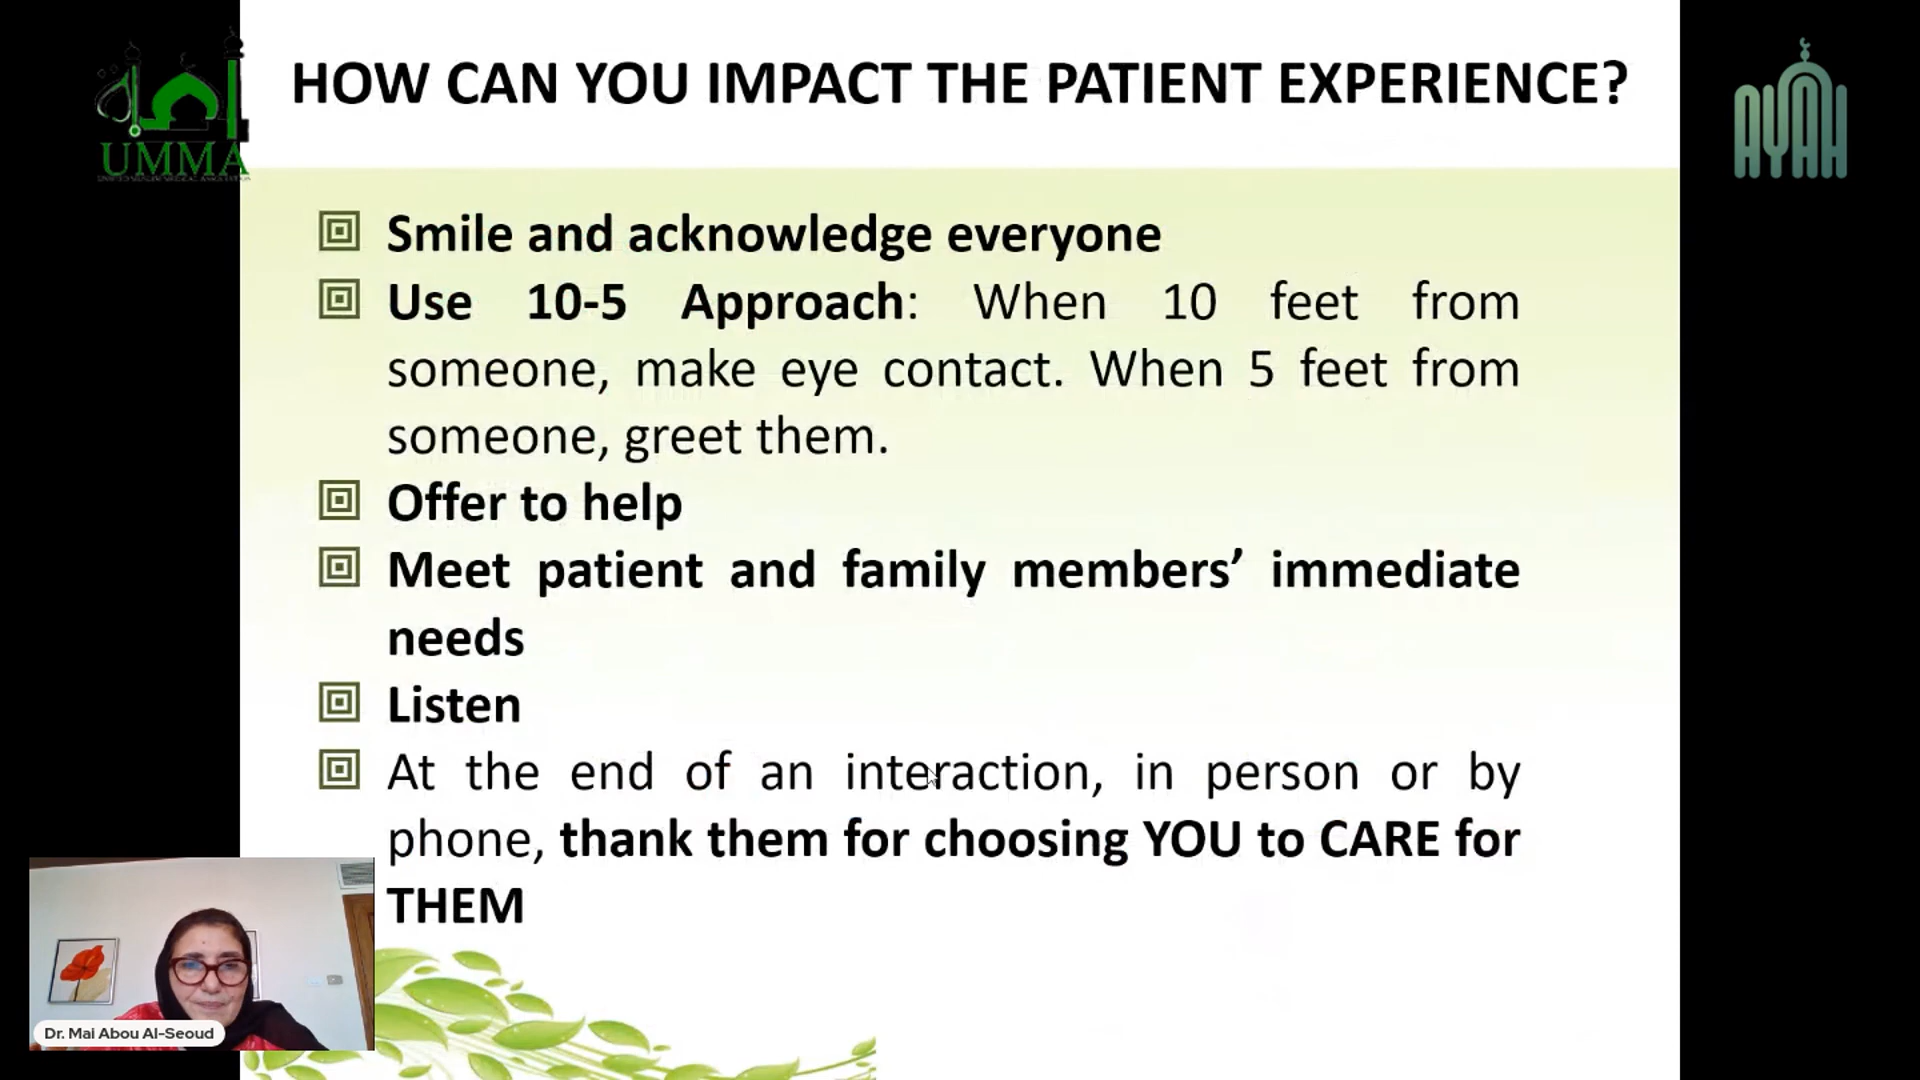 HOW CAN YOU IMPACT THE PATIENT EXPERIENCE?
UMMA
AYAH
Smile and acknowledge everyone
Use 10-5 Approach: When 10 feet from
someone, make eye contact. When 5 feet from
someone, greet them.
Offer to help
Meet patient and family members’ immediate
needs
Listen
At the end of an interaction, in person or by
phone, thank them for choosing YOU to CARE for
THEM
Dr. Mai Abou Al-Seoud